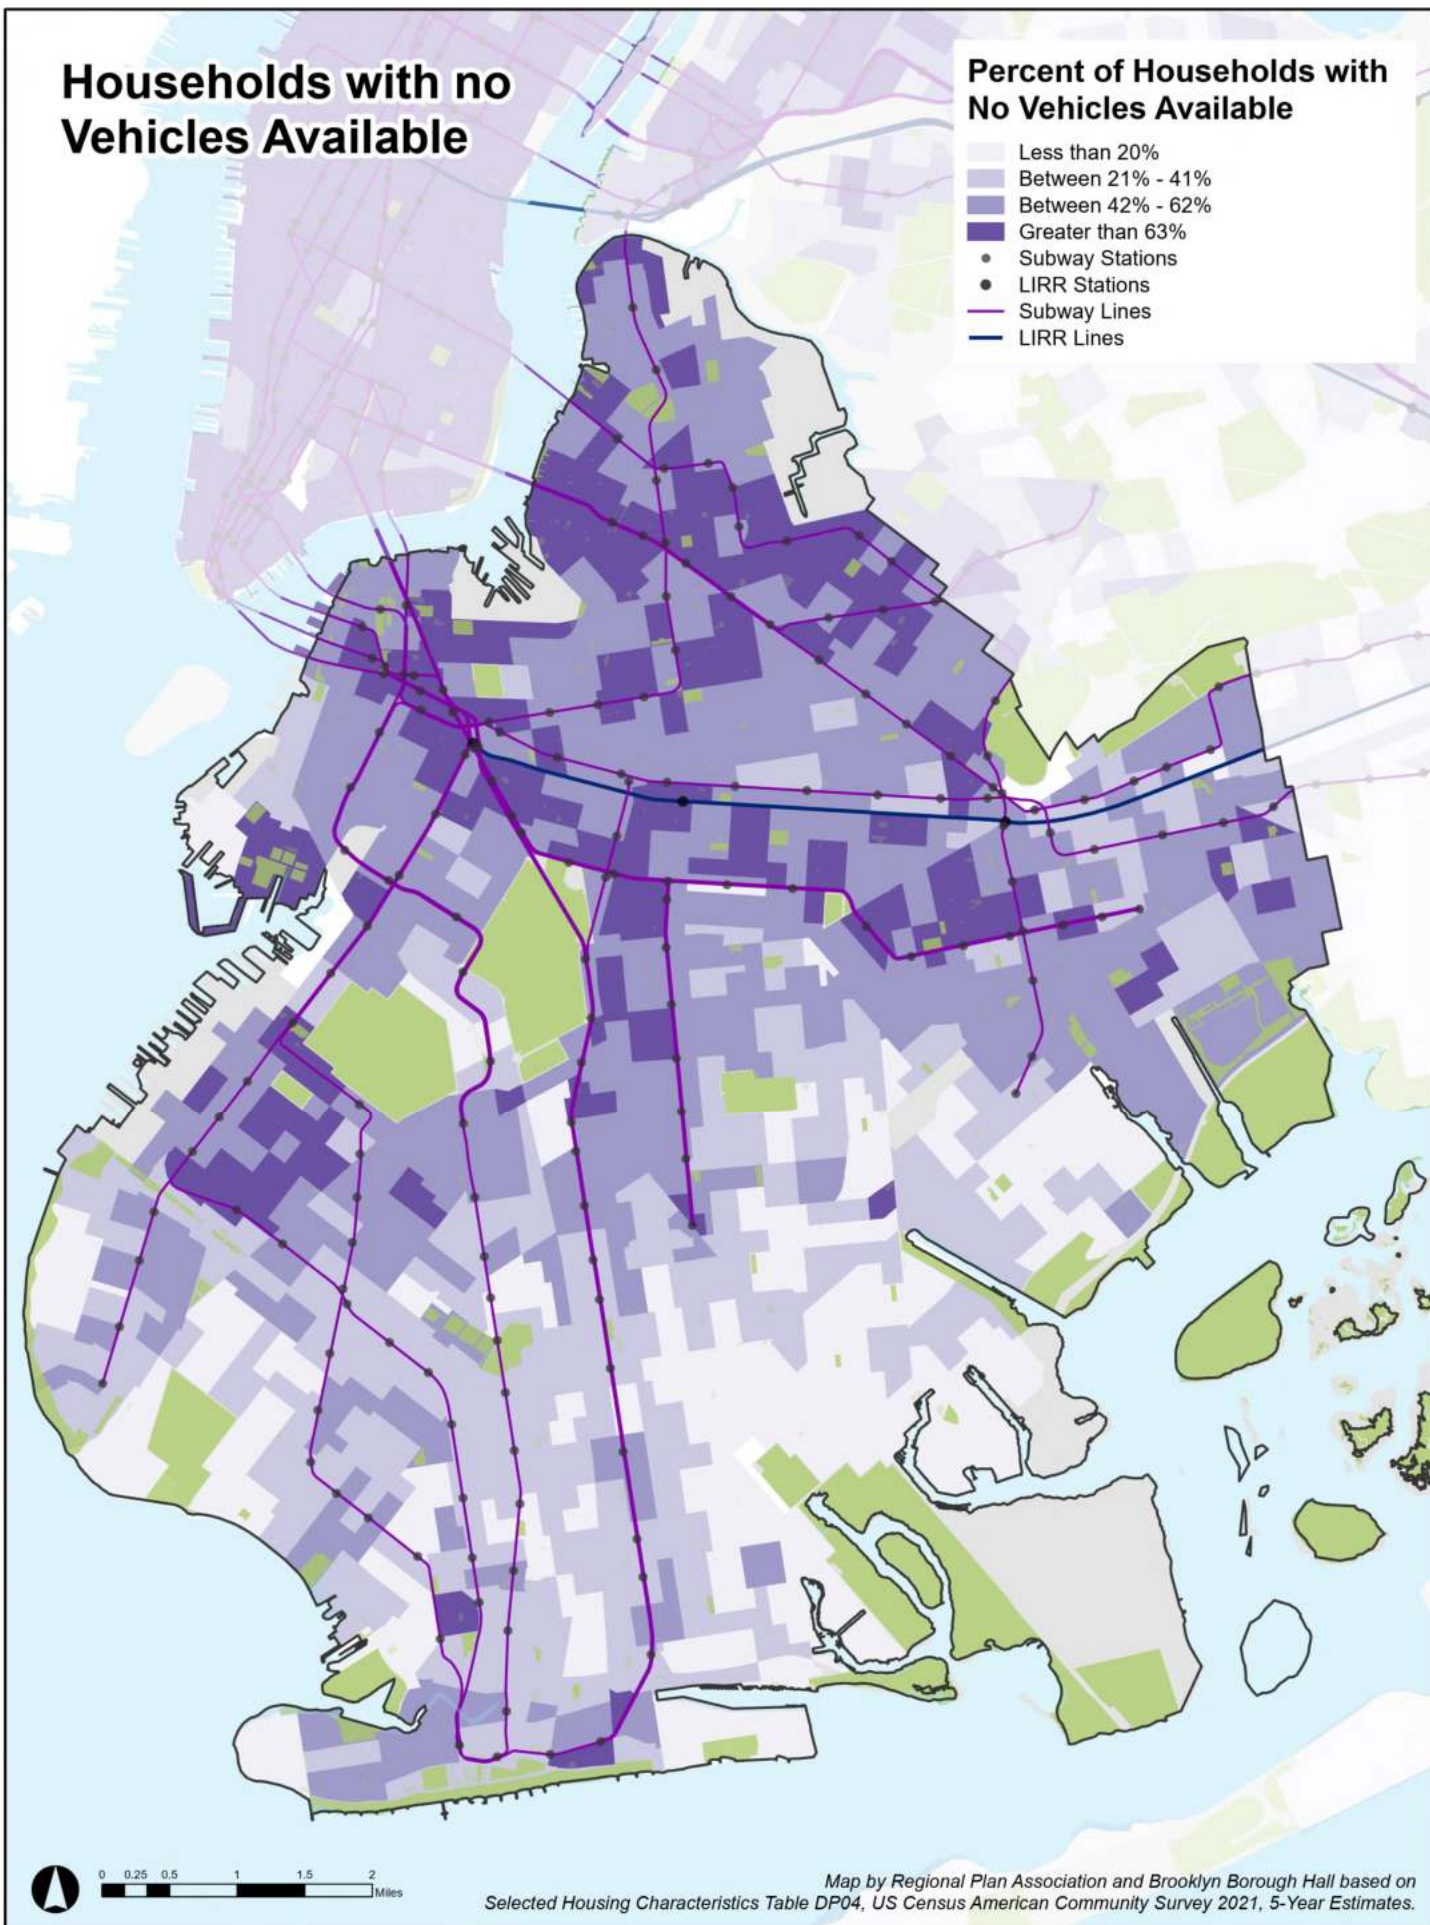 Households with no
Vehicles Available
Percent of Households with
No Vehicles Available
Less than 20%
Between 21% - 41%
Between 42% - 62%
Greater than 63%
Subway Stations
LIRR Stations
Subway Lines
LIRR Lines
0 0.25 0.5 1 1.5 2
Miles
Map by Regional Plan Association and Brooklyn Borough Hall based on
Selected Housing Characteristics Table DP04, US Census American Community Survey 2021, 5-Year Estimates.